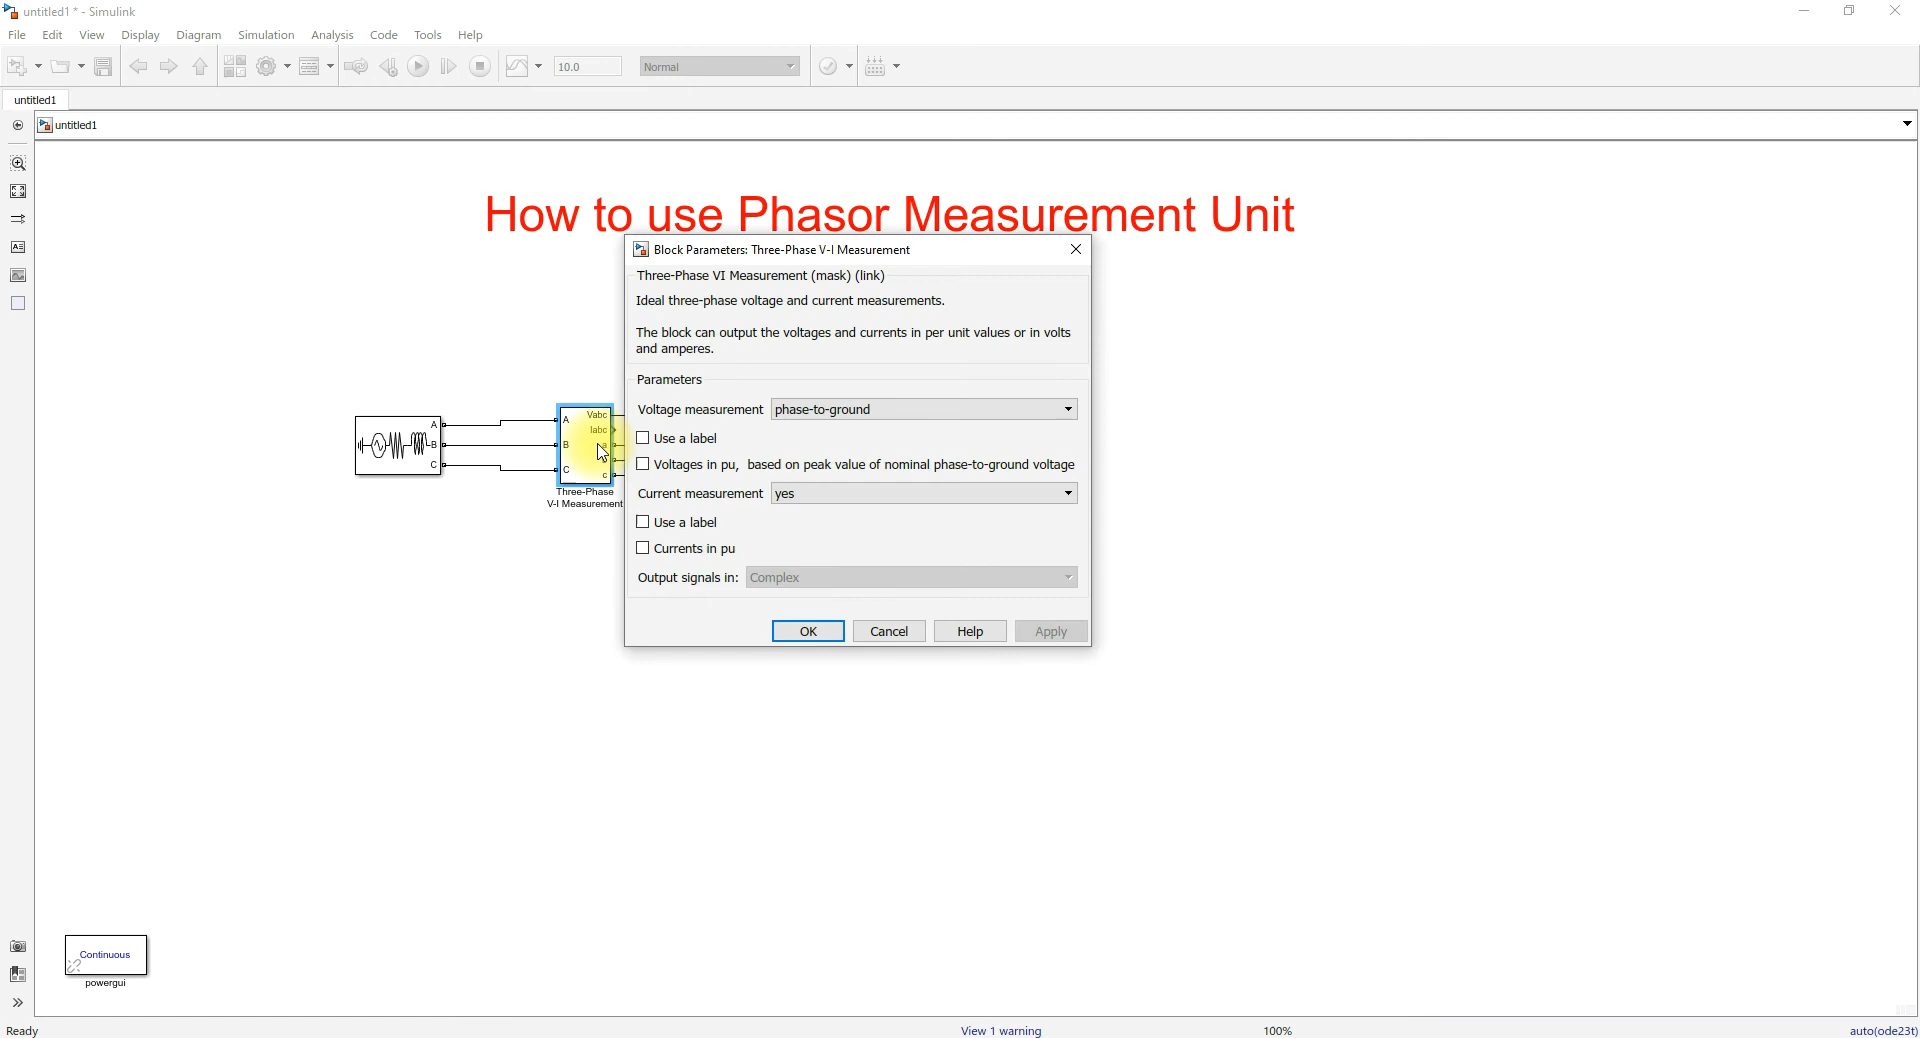 untitled1 * - Simulink
File Edit View Display Diagram Simulation Analysis Code Tools Help
10.0 Normal
untitled1
untitled1
How to use Phasor Measurement Unit
Block Parameters: Three-Phase V-I Measurement
Three-Phase VI Measurement (mask) (link)
Ideal three-phase voltage and current measurements.
The block can output the voltages and currents in per unit values or in volts
and amperes.
Parameters
Voltage measurement phase-to-ground
Use a label
Voltages in pu, based on peak value of nominal phase-to-ground voltage
Current measurement yes
Use a label
Currents in pu
Output signals in: Complex
OK Cancel Help Apply
A
B
C
A
B
C
Vabc
Iabc
a
c
Three-Phase
V-I Measurement
Continuous
powergui
Ready View 1 warning 100% auto(ode23t)